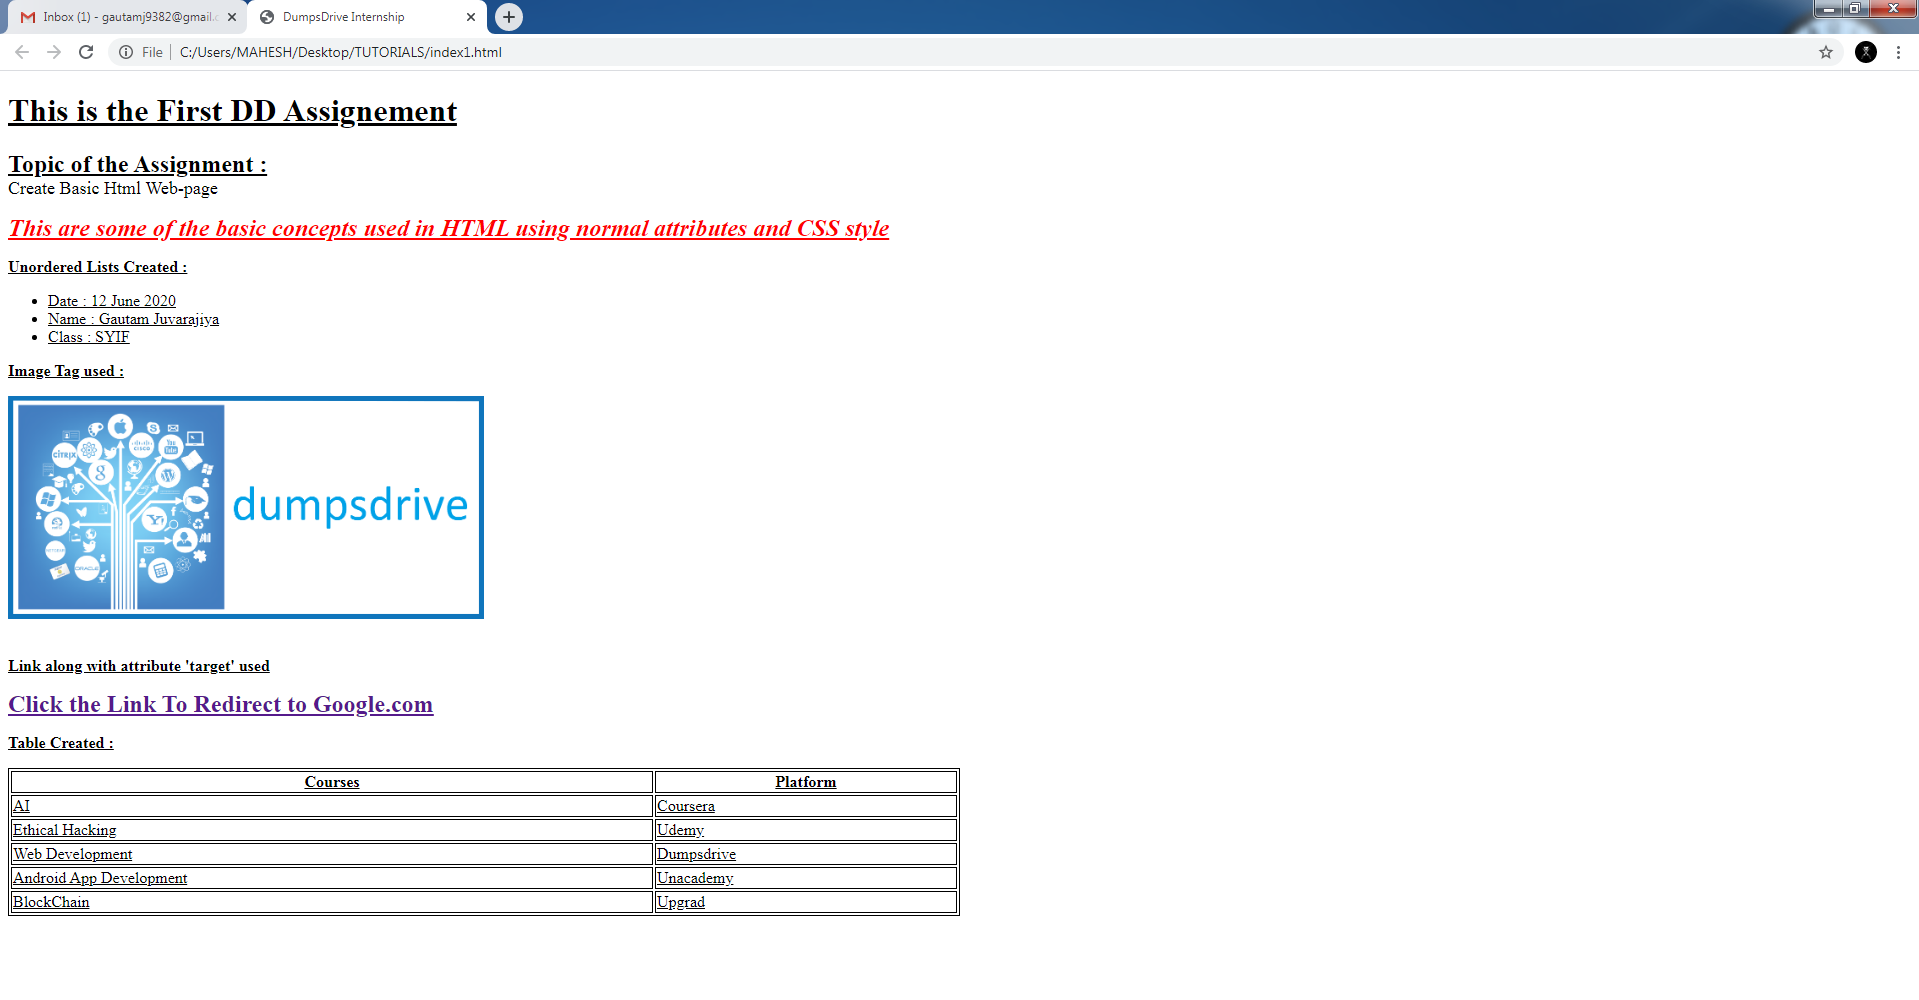 Inbox (1) - gautamj9382@gmail.c
DumpsDrive Internship
File
C:/Users/MAHESH/Desktop/TUTORIALS/index1.html
This is the First DD Assignement
Topic of the Assignment :
Create Basic Html Web-page
This are some of the basic concepts used in HTML using normal attributes and CSS style
Unordered Lists Created :
Date : 12 June 2020
Name : Gautam Juvarajiya
Class : SYIF
Image Tag used :
CITRIX
CISCO
You Tube
ORACLE
AI
dumpsdrive
Link along with attribute 'target' used
Click the Link To Redirect to Google.com
Table Created :
Courses Platform
AI Coursera
Ethical Hacking Udemy
Web Development Dumpsdrive
Android App Development Unacademy
BlockChain Upgrad